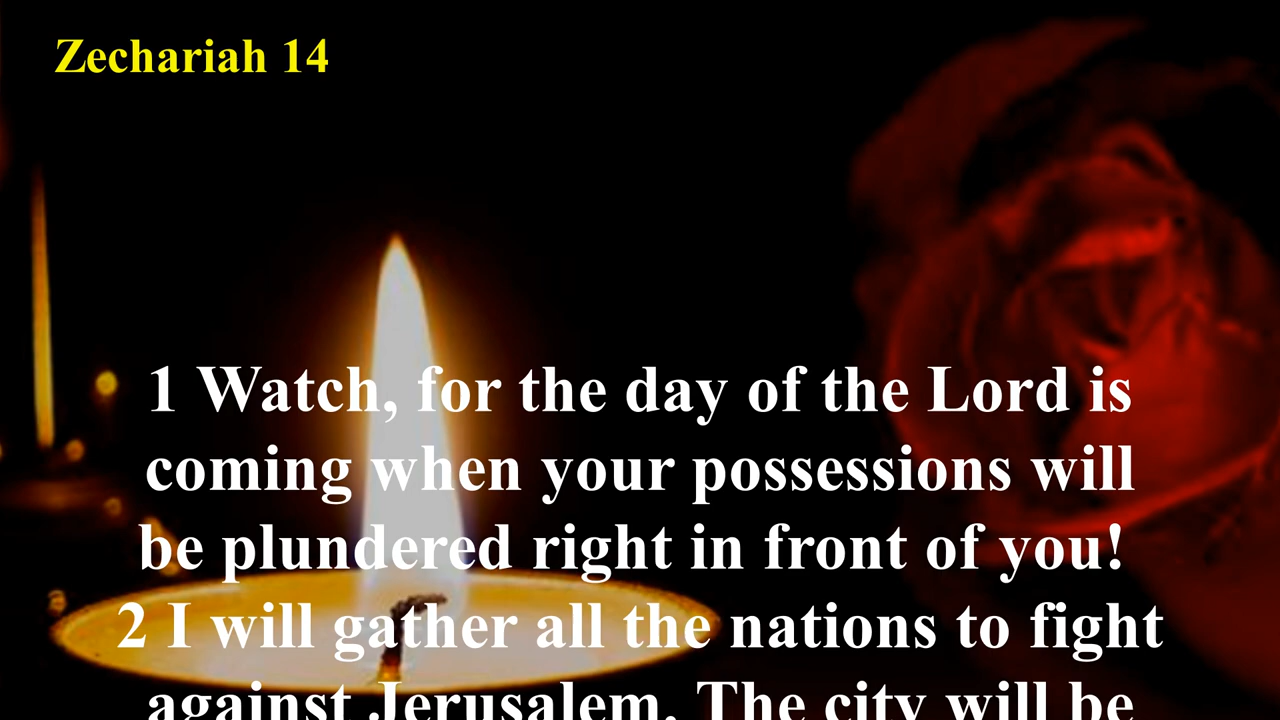 Zechariah 14
1 Watch, for the day of the Lord is
coming when your possessions will
be plundered right in front of you!
2 I will gather all the nations to fight
against Jerusalem. The city will be